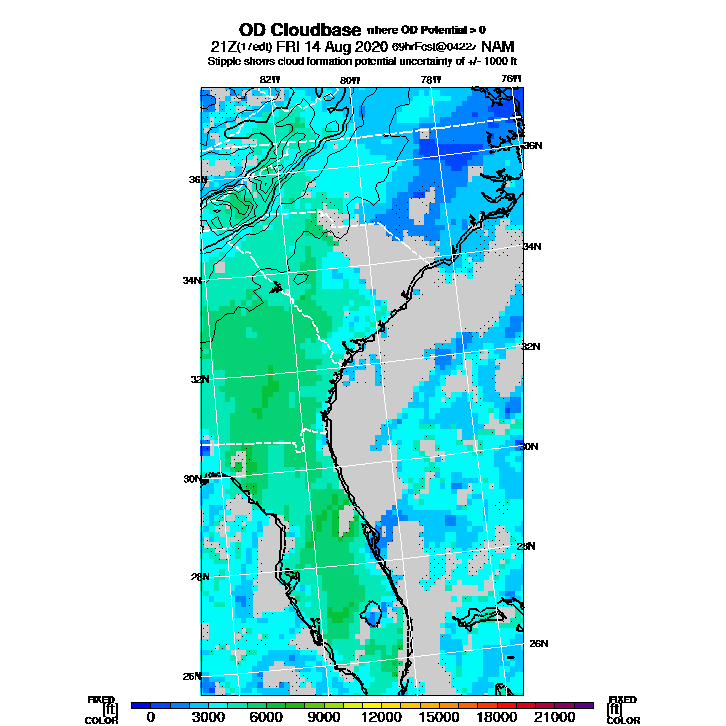 OD Cloudbase where OD Potential > 0
21Z(17edt) FRI 14 Aug 2020 69hrFcst@0422z NAM
Stipple shows cloud formation potential uncertainty of +/- 1000 ft
82W 80W 78W 76W
36N 36N
34N 34N
32N 32N
30N 30N
28N 28N
26N 26N
FIXED FIXED
[ft] [ft]
COLOR 0 3000 6000 9000 12000 15000 18000 21000 COLOR